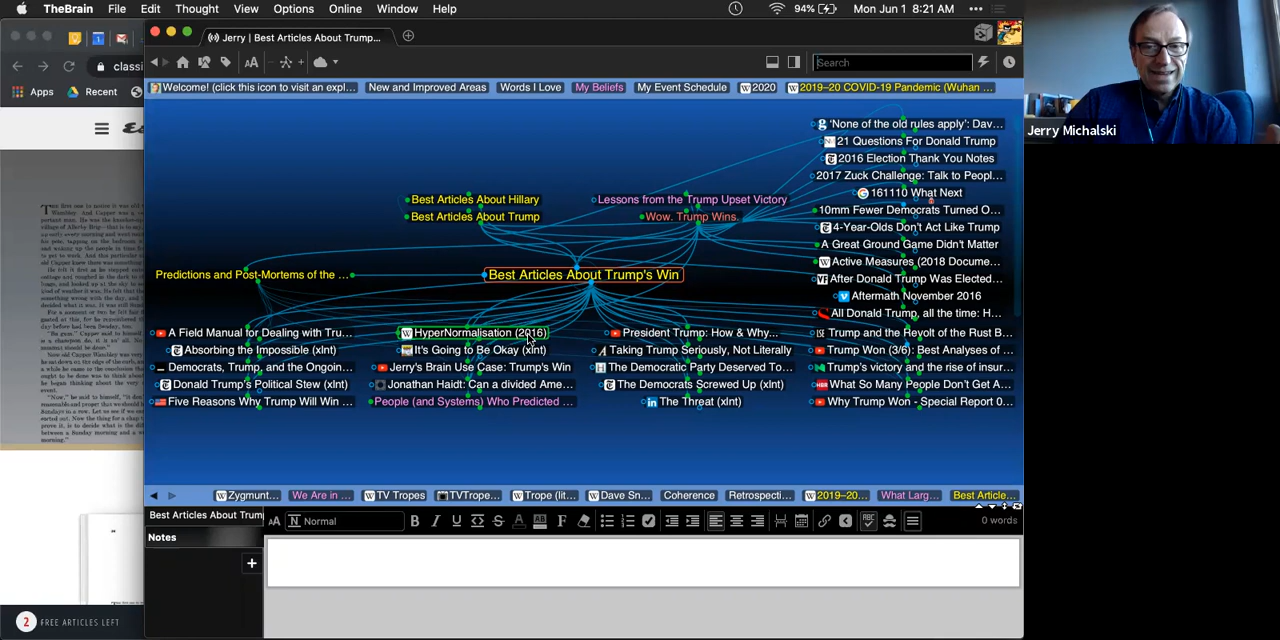 TheBrain File Edit Thought View Options Online Window Help 94% Mon Jun 1 8:21 AM
Jerry | Best Articles About Trump's...
Search
classi
Apps Recent
Welcome! (click this icon to visit an expl... New and Improved Areas Words I Love My Beliefs My Event Schedule 2020 2019–20 COVID-19 Pandemic (Wuhan ...
Jerry Michalski
'None of the old rules apply': Dav...
21 Questions For Donald Trump
2016 Election Thank You Notes
2017 Zuck Challenge: Talk to Peopl...
161110 What Next
10mm Fewer Democrats Turned O...
4-Year-Olds Don't Act Like Trump
A Great Ground Game Didn't Matter
Active Measures (2018 Docume...
After Donald Trump Was Elected...
Aftermath November 2016
All Donald Trump, all the time: H...
Best Articles About Hillary
Best Articles About Trump
Lessons from the Trump Upset Victory
Wow. Trump Wins.
Predictions and Post-Mortems of the ...
Best Articles About Trump's Win
A Field Manual for Dealing with Tru...
Absorbing the Impossible (xlnt)
Democrats, Trump, and the Ongoin...
Donald Trump's Political Stew (xlnt)
Five Reasons Why Trump Will Win ...
HyperNormalisation (2016)
It's Going to Be Okay (xlnt)
Jerry's Brain Use Case: Trump's Win
Jonathan Haidt: Can a divided Ame...
People (and Systems) Who Predicted ...
President Trump: How & Why...
Taking Trump Seriously, Not Literally
The Democratic Party Deserved To...
The Democrats Screwed Up (xlnt)
The Threat (xlnt)
Trump and the Revolt of the Rust B...
Trump Won (3/6): Best Analyses of ...
Trump's victory and the rise of insur...
What So Many People Don't Get A...
Why Trump Won - Special Report 0...
Zygmunt... We Are in ... TV Tropes TVTrope... Trope (lit... Dave Sn... Coherence Retrospecti... 2019–20... What Larg... Best Article...
Best Articles About Trump
Normal
0 words
Notes
2 FREE ARTICLES LEFT